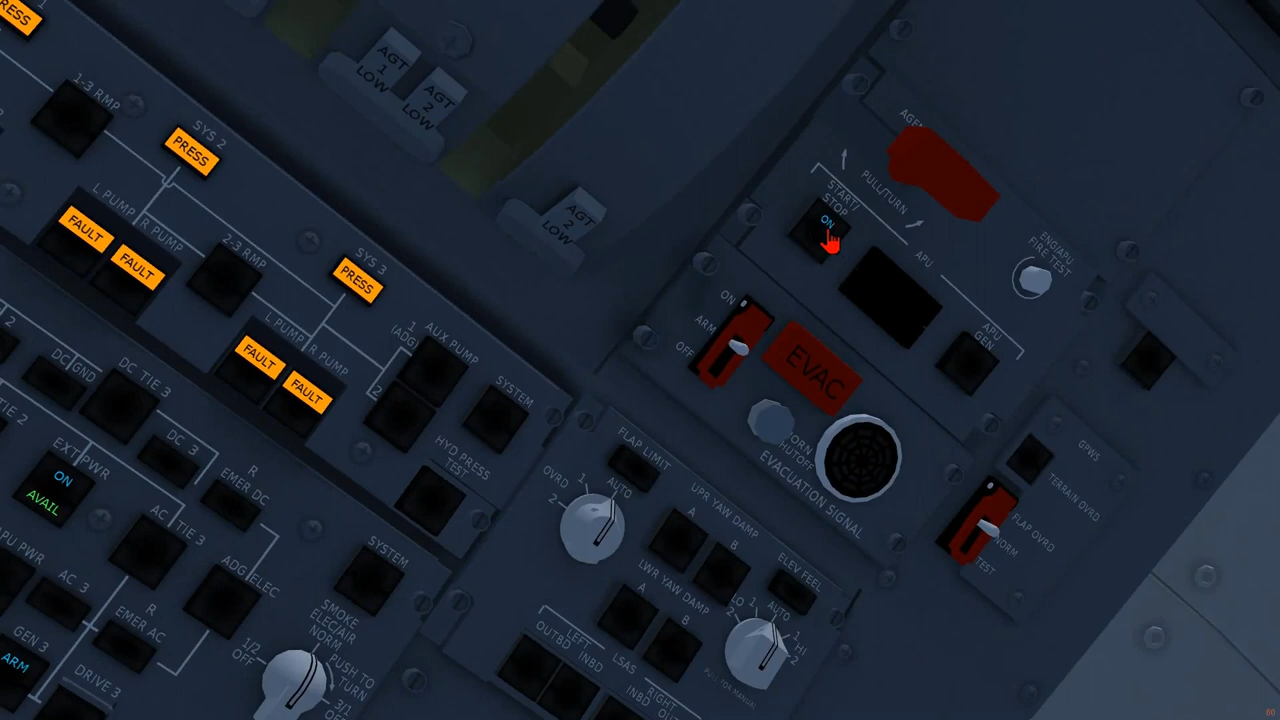 PRESS
1-3 RMP
SYS 2
PRESS
L PUMP
R PUMP
FAULT
FAULT
2-3 RMP
SYS 3
PRESS
L PUMP
R PUMP
FAULT
FAULT
1
(ADG)
2
AUX PUMP
SYSTEM
HYD PRESS
TEST
AGT
1
LOW
AGT
2
LOW
AGT
2
LOW
PULL/TURN
START/
STOP
ON
APU
APU
GEN
ENG/APU
FIRE TEST
ON
ARM
OFF
EVAC
EVACUATION SIGNAL
GPWS
TERRAIN OVRD
FLAP OVRD
NORM
TEST
2
DC GND
DC TIE 3
DC 3
R
EMER DC
EXT PWR
ON
AVAIL
AC TIE 3
AC 3
ADG ELEC
R
EMER AC
GEN 3
ARM
DRIVE 3
SYSTEM
SMOKE
ELEC/AIR
NORM
PUSH TO
TURN
1/2
OFF
3/1
FLAP LIMIT
OVRD
1
2
AUTO
UPR YAW DAMP
A
B
LWR YAW DAMP
A
B
ELEV FEEL
LO
1
2
AUTO
1
HI
2
LEFT
OUTBD
INBD
LSAS
RIGHT
INBD
60